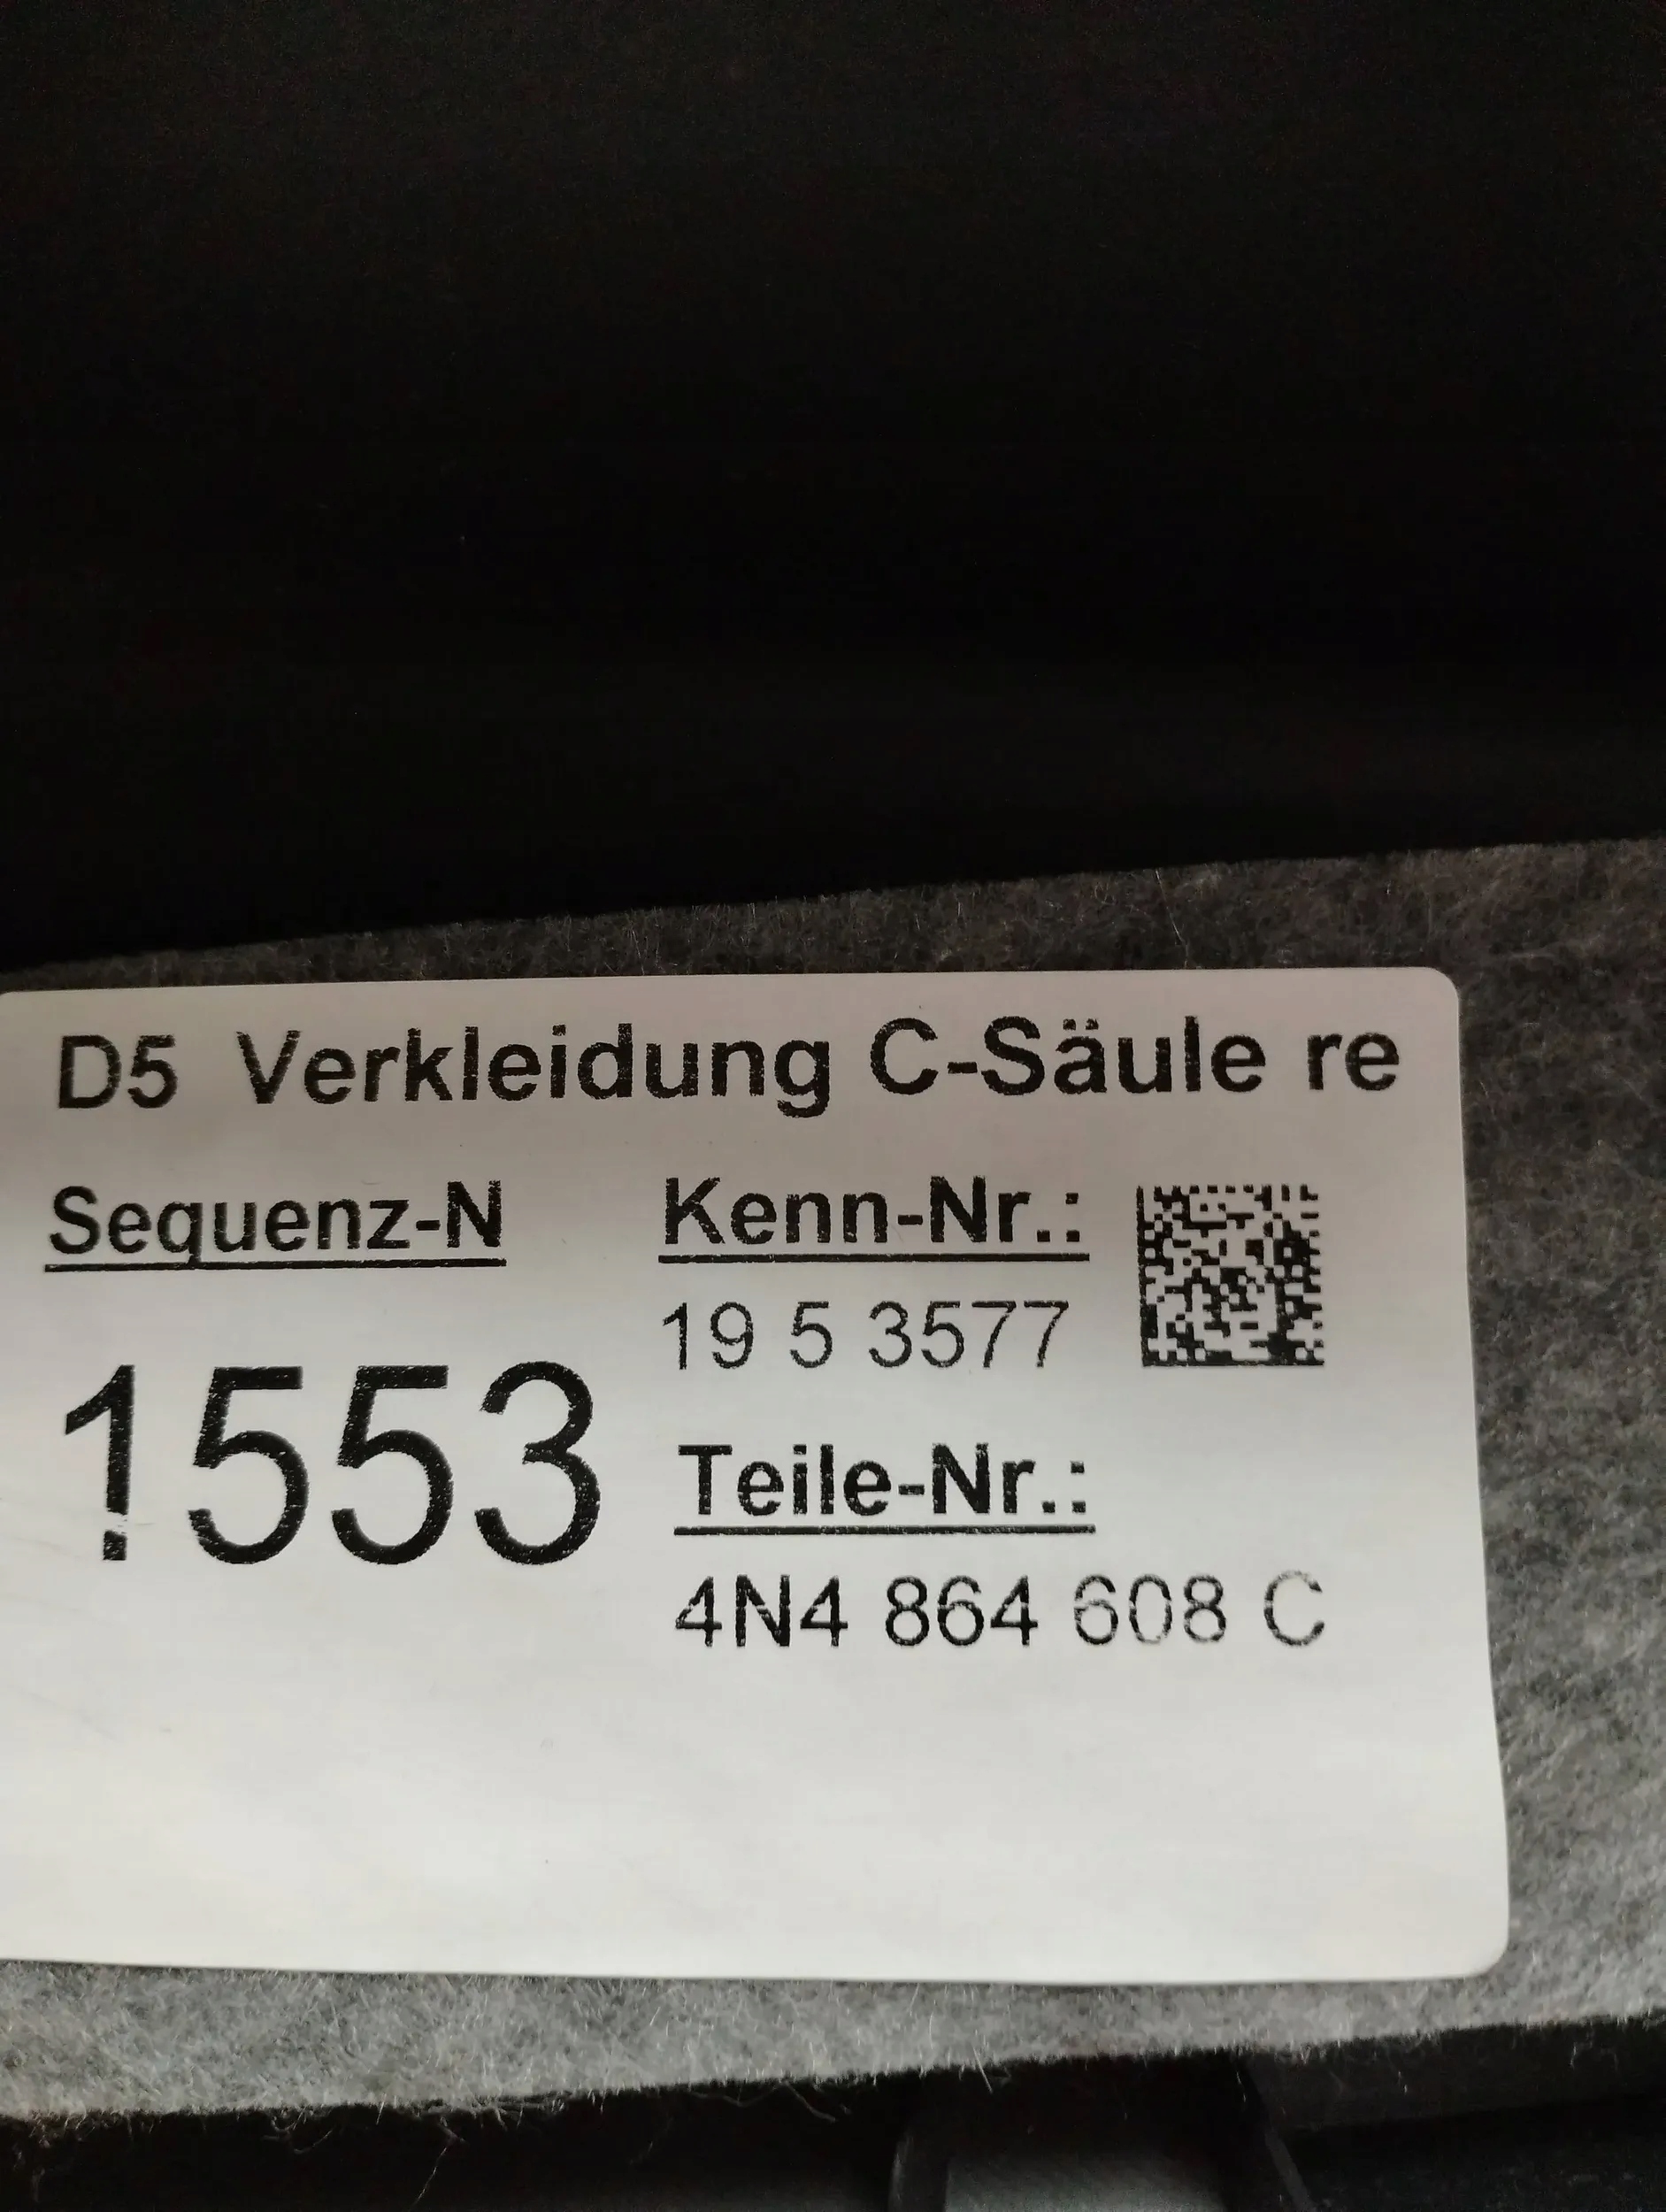 D5 Verkleidung C-Säule re
Sequenz-N
Kenn-Nr.:
19 5 3577
1553
Teile-Nr.:
4N4 864 608 C